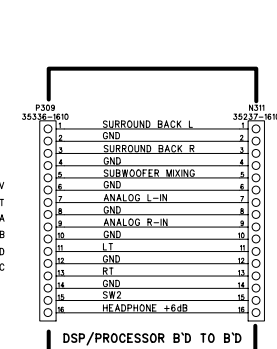 P309 N311
35336-1610 35237-1610
1 SURROUND BACK L 1
2 GND 2
3 SURROUND BACK R 3
4 GND 4
5 SUBWOOFER MIXING 5
6 GND 6
7 ANALOG L-IN 7
8 GND 8
9 ANALOG R-IN 9
10 GND 10
11 LT 11
12 GND 12
13 RT 13
14 GND 14
15 SW2 15
16 HEADPHONE +6dB 16
V
T
A
B
D
C
DSP/PROCESSOR B'D TO B'D